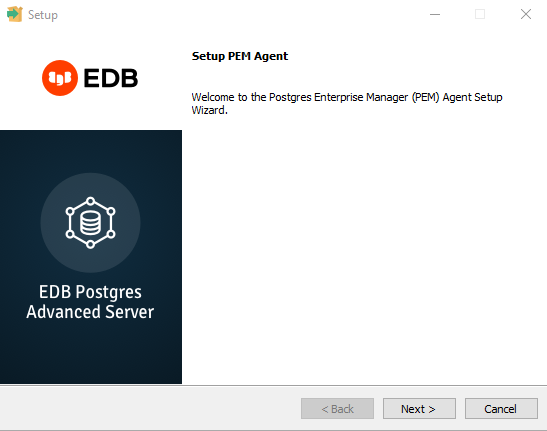 Setup
EDB
Setup PEM Agent
Welcome to the Postgres Enterprise Manager (PEM) Agent Setup
Wizard.
EDB Postgres
Advanced Server
< Back
Next >
Cancel